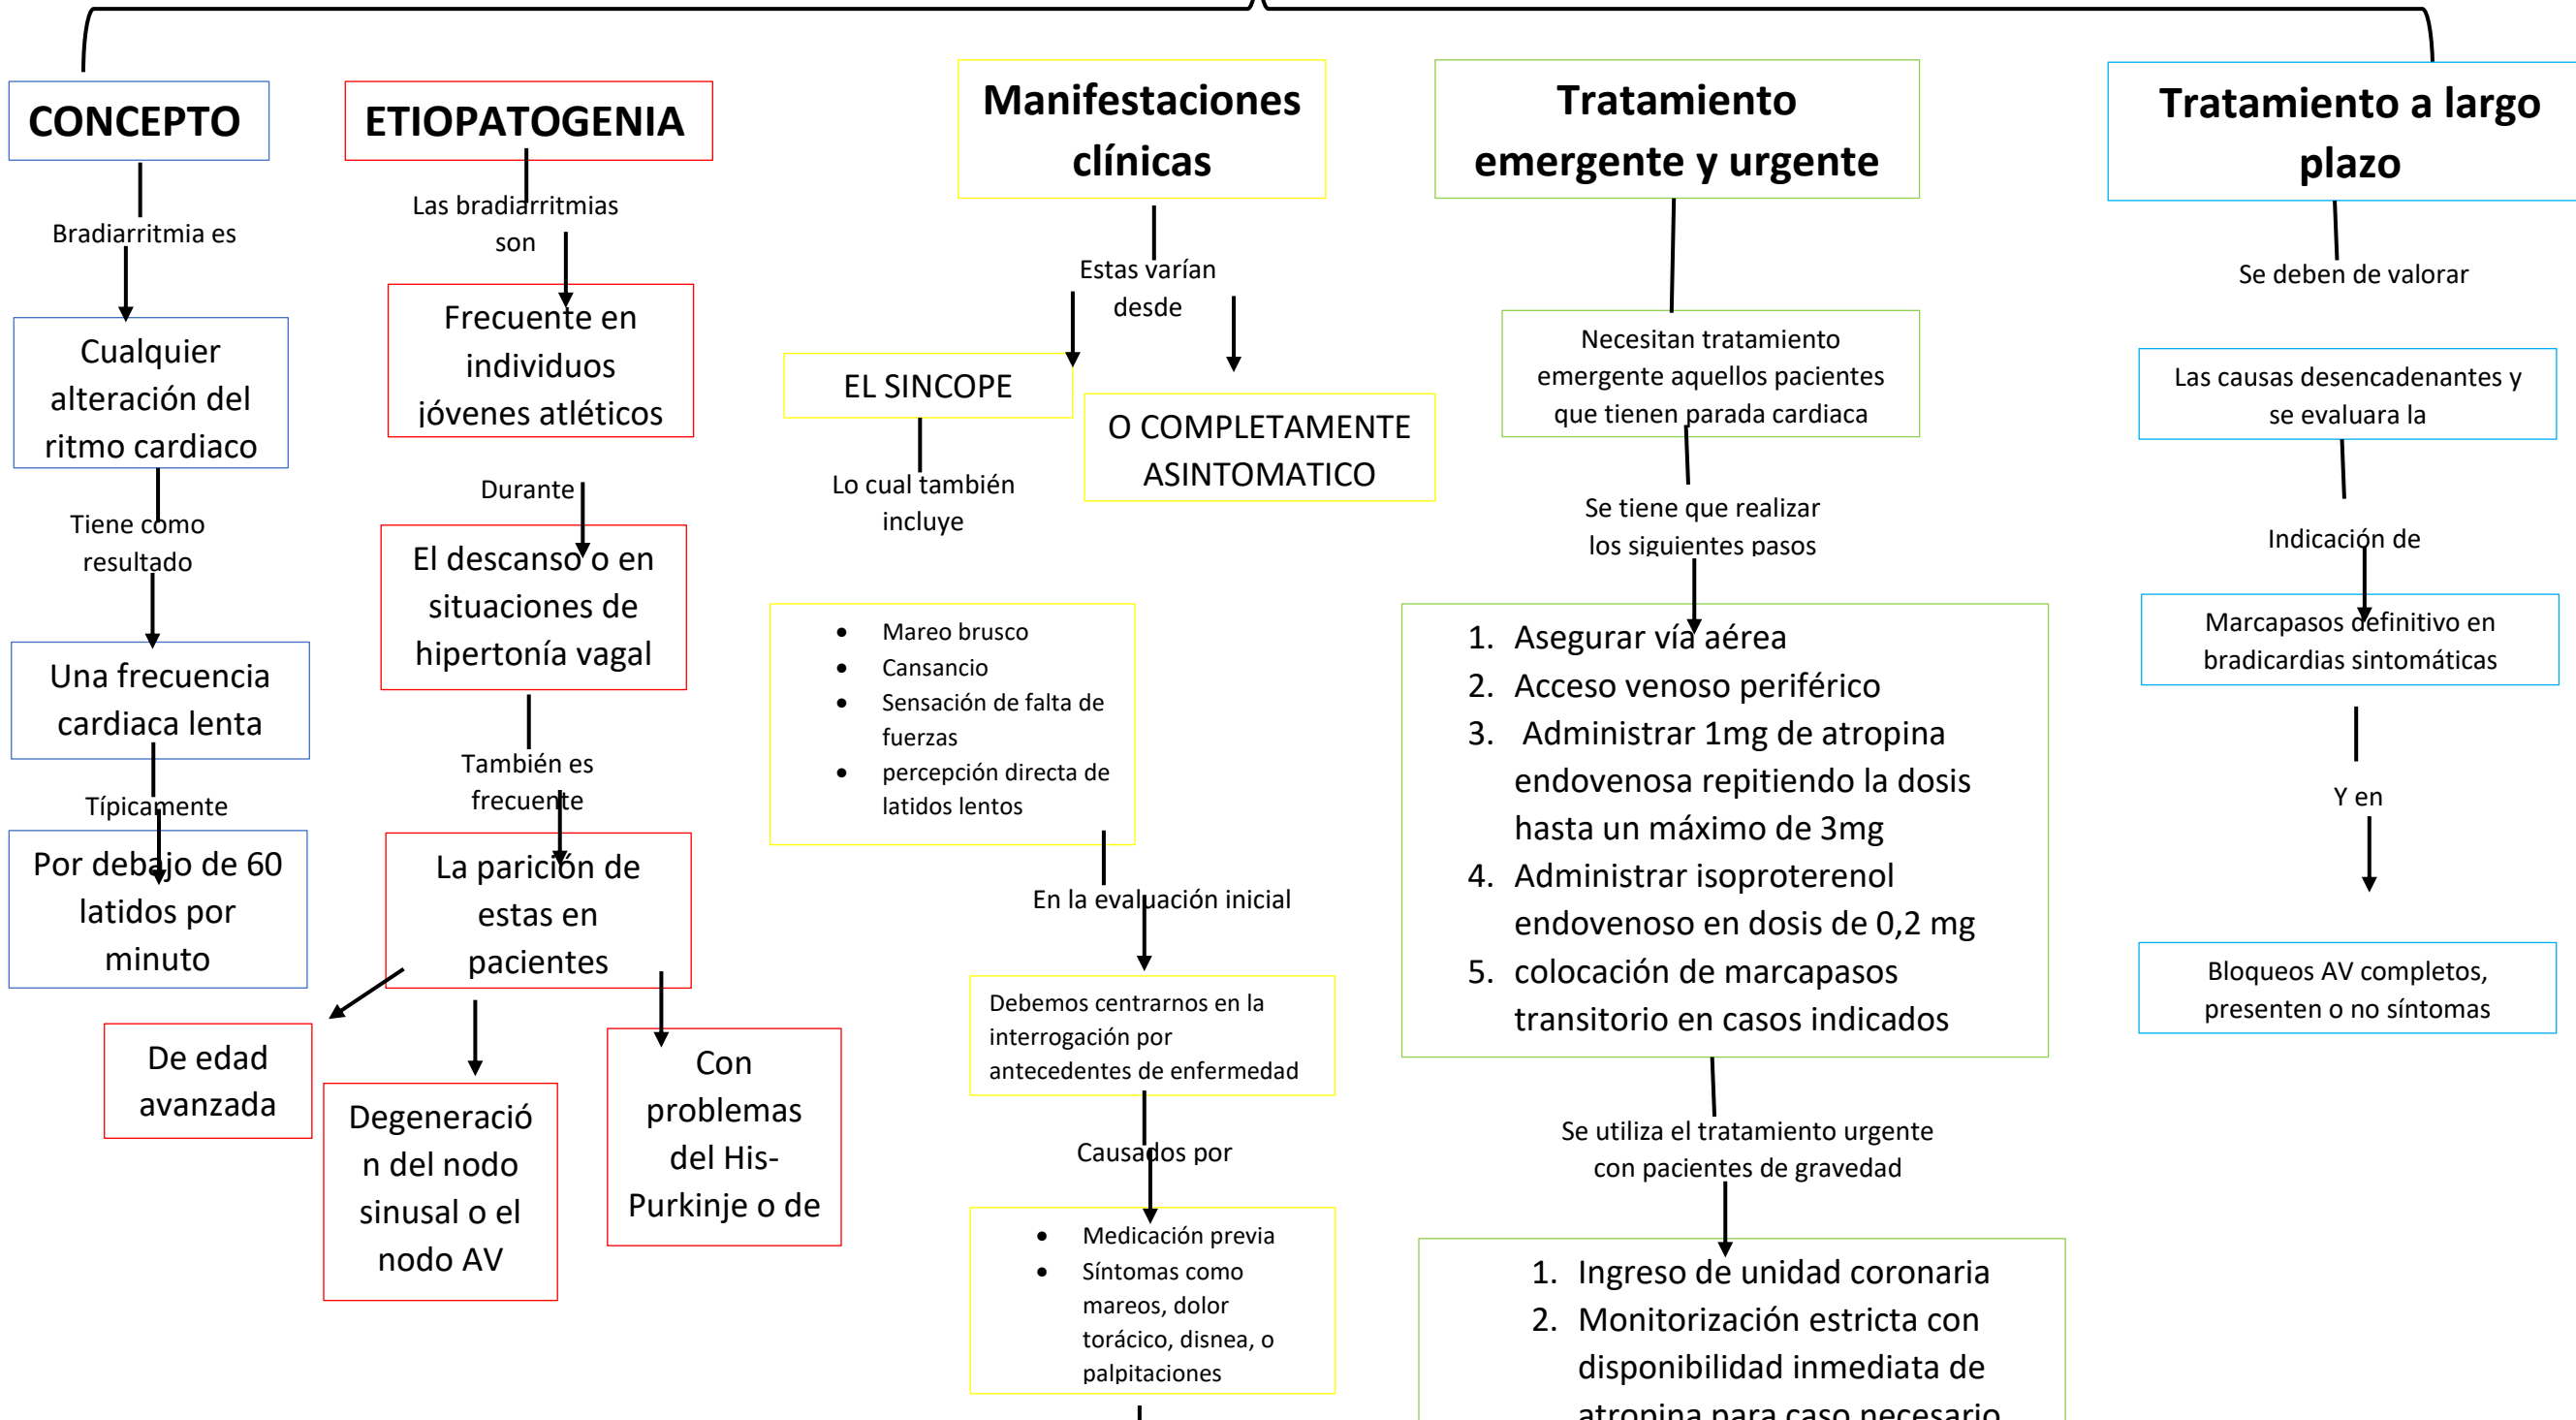 CONCEPTO
Bradiarritmia es
Cualquier
alteración del
ritmo cardiaco
Tiene como
resultado
Una frecuencia
cardiaca lenta
Típicamente
Por debajo de 60
latidos por
minuto
ETIOPATOGENIA
Las bradiarritmias
son
Frecuente en
individuos
jóvenes atléticos
Durante
El descanso o en
situaciones de
hipertonía vagal
También es
frecuente
La parición de
estas en
pacientes
De edad
avanzada
Degeneració
n del nodo
sinusal o el
nodo AV
Con
problemas
del His-
Purkinje o de
Manifestaciones
clínicas
Estas varían
desde
EL SINCOPE
O COMPLETAMENTE
ASINTOMATICO
Lo cual también
incluye
• Mareo brusco
• Cansancio
• Sensación de falta de
fuerzas
• percepción directa de
latidos lentos
En la evaluación inicial
Debemos centrarnos en la
interrogación por
antecedentes de enfermedad
Causados por
• Medicación previa
• Síntomas como
mareos, dolor
torácico, disnea, o
palpitaciones
Tratamiento
emergente y urgente
Necesitan tratamiento
emergente aquellos pacientes
que tienen parada cardiaca
Se tiene que realizar
los siguientes pasos
1. Asegurar vía aérea
2. Acceso venoso periférico
3. Administrar 1mg de atropina
endovenosa repitiendo la dosis
hasta un máximo de 3mg
4. Administrar isoproterenol
endovenoso en dosis de 0,2 mg
5. colocación de marcapasos
transitorio en casos indicados
Se utiliza el tratamiento urgente
con pacientes de gravedad
1. Ingreso de unidad coronaria
2. Monitorización estricta con
disponibilidad inmediata de
atropina para caso necesario
Tratamiento a largo
plazo
Se deben de valorar
Las causas desencadenantes y
se evaluara la
Indicación de
Marcapasos definitivo en
bradicardias sintomáticas
Y en
Bloqueos AV completos,
presenten o no síntomas